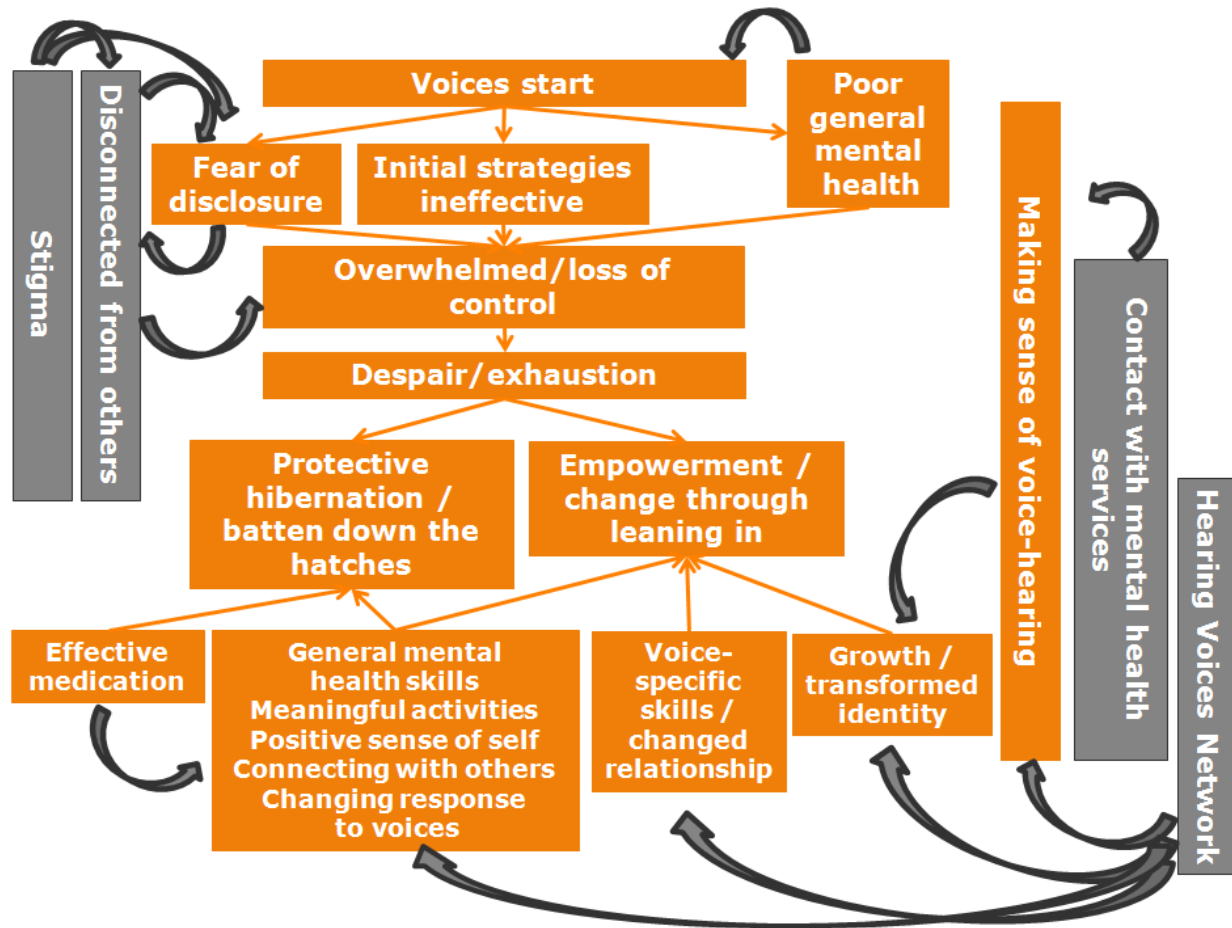 Voices start
Poor
general
mental
health
Fear of
disclosure
Initial strategies
ineffective
Stigma
Disconnected from others
Overwhelmed/loss of
control
Despair/exhaustion
Protective
hibernation /
batten down the
hatches
Empowerment /
change through
leaning in
Making sense of voice-hearing
Contact with mental health
services
Hearing Voices Network
Effective
medication
General mental
health skills
Meaningful activities
Positive sense of self
Connecting with others
Changing response
to voices
Voice-
specific
skills /
changed
relationship
Growth /
transformed
identity